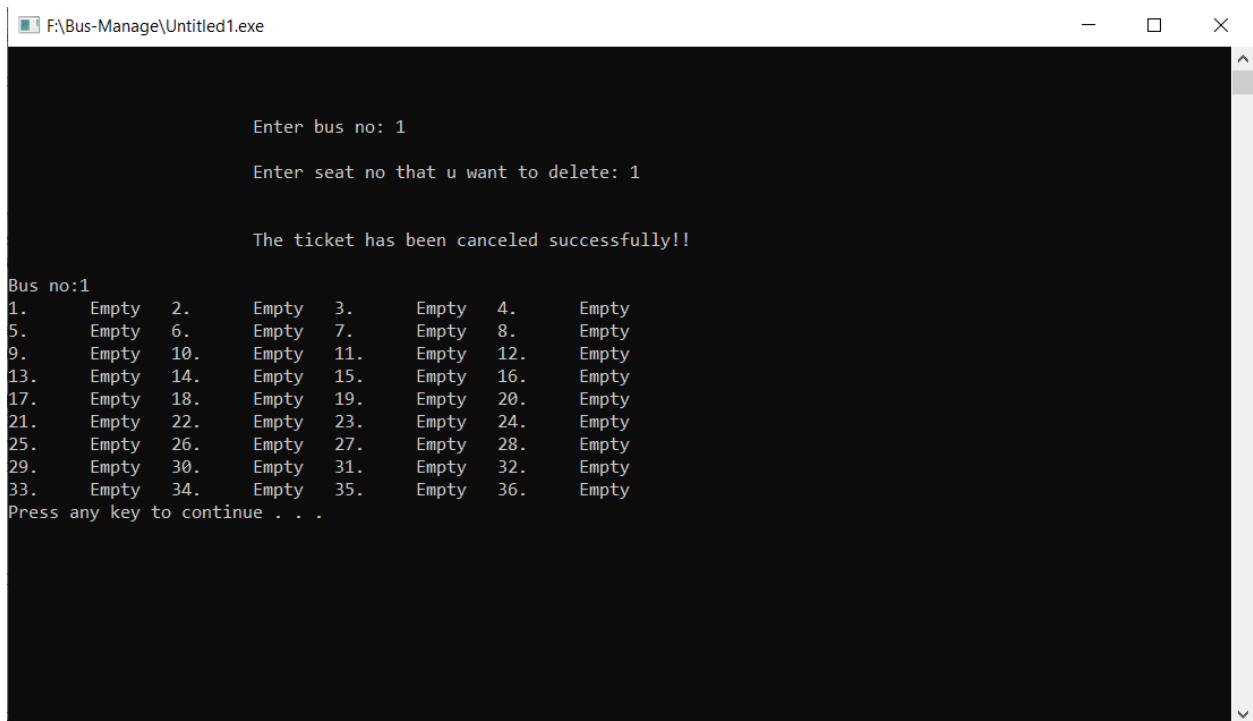 F:\Bus-Manage\Untitled1.exe
Enter bus no: 1
Enter seat no that u want to delete: 1
The ticket has been canceled successfully!!
Bus no:1
1. Empty 2. Empty 3. Empty 4. Empty
5. Empty 6. Empty 7. Empty 8. Empty
9. Empty 10. Empty 11. Empty 12. Empty
13. Empty 14. Empty 15. Empty 16. Empty
17. Empty 18. Empty 19. Empty 20. Empty
21. Empty 22. Empty 23. Empty 24. Empty
25. Empty 26. Empty 27. Empty 28. Empty
29. Empty 30. Empty 31. Empty 32. Empty
33. Empty 34. Empty 35. Empty 36. Empty
Press any key to continue . . .